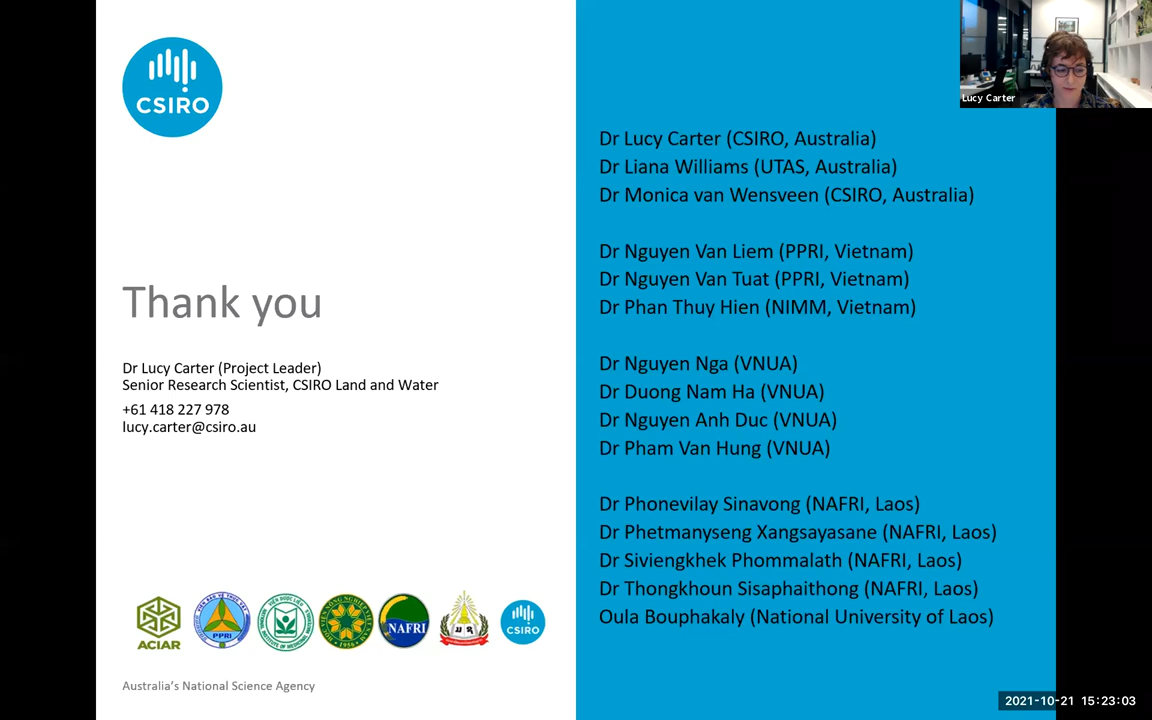 CSIRO
Thank you
Dr Lucy Carter (Project Leader)
Senior Research Scientist, CSIRO Land and Water
+61 418 227 978
lucy.carter@csiro.au
ACIAR
PPRI
NAFRI
CSIRO
Australia's National Science Agency
Lucy Carter
Dr Lucy Carter (CSIRO, Australia)
Dr Liana Williams (UTAS, Australia)
Dr Monica van Wensveen (CSIRO, Australia)
Dr Nguyen Van Liem (PPRI, Vietnam)
Dr Nguyen Van Tuat (PPRI, Vietnam)
Dr Phan Thuy Hien (NIMM, Vietnam)
Dr Nguyen Nga (VNUA)
Dr Duong Nam Ha (VNUA)
Dr Nguyen Anh Duc (VNUA)
Dr Pham Van Hung (VNUA)
Dr Phonevilay Sinavong (NAFRI, Laos)
Dr Phetmanyseng Xangsayasane (NAFRI, Laos)
Dr Siviengkhek Phommalath (NAFRI, Laos)
Dr Thongkhoun Sisaphaithong (NAFRI, Laos)
Oula Bouphakaly (National University of Laos)
2021-10-21 15:23:03